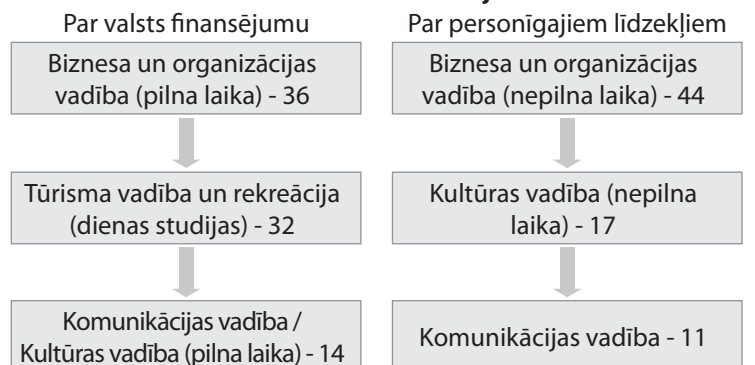 Par valsts finansējumu
Biznesa un organizācijas
vadība (pilna laika) - 36
Tūrisma vadība un rekreācija
(dienas studijas) - 32
Komunikācijas vadība /
Kultūras vadība (pilna laika) - 14
Par personīgajiem līdzekļiem
Biznesa un organizācijas
vadība (nepilna laika) - 44
Kultūras vadība (nepilna
laika) - 17
Komunikācijas vadība - 11